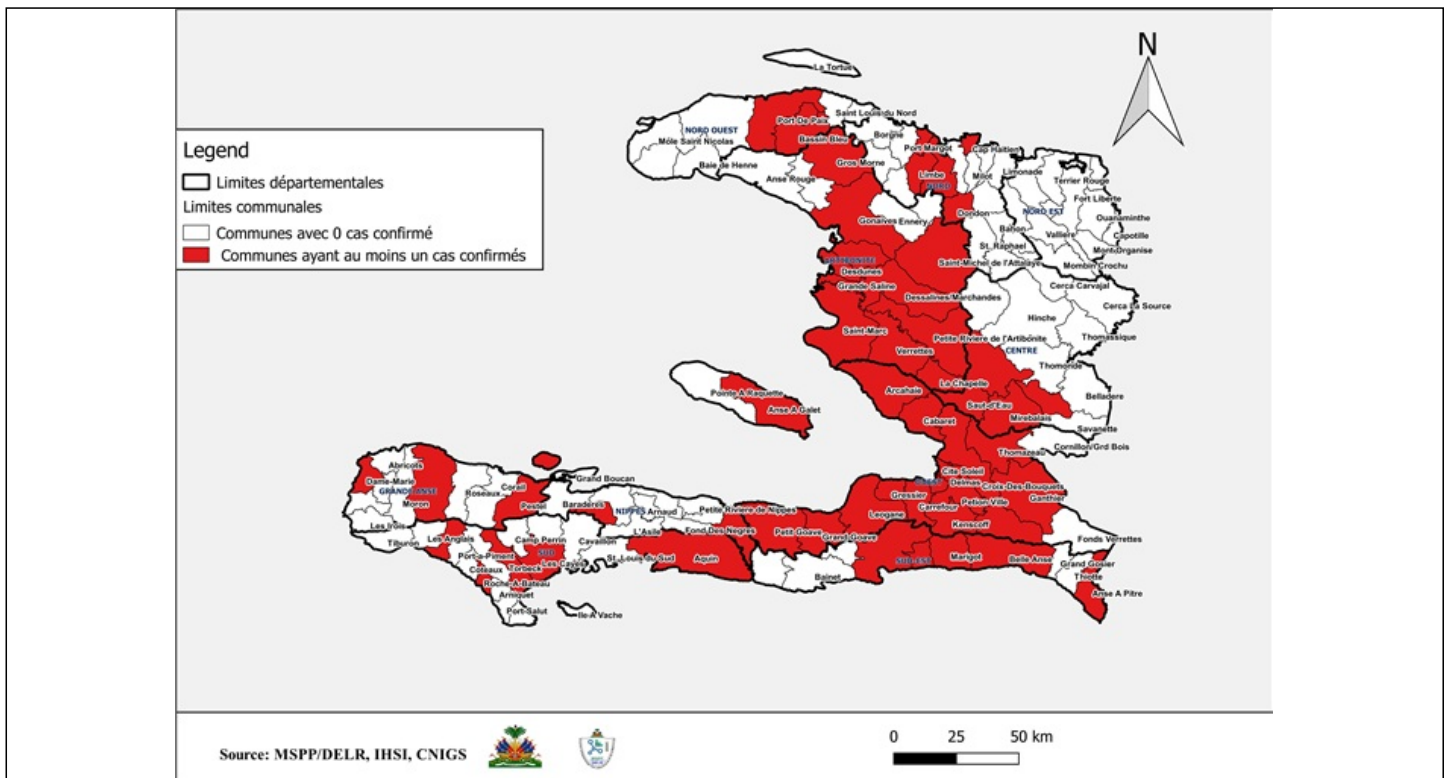 N
La Tortue
Legend
Limites départementales
Limites communales
Communes avec 0 cas confirmé
Communes ayant au moins un cas confirmés
Saint Louis du Nord
Port De Paix
NORD OUEST
Môle Saint Nicolas
Bassin Bleu
Borgne
Port Margot
Cap Haitien
Baie de Henne
Gros Morne
Limbe
Milot
Limonade
Terrier Rouge
Anse Rouge
NORD
Fort Liberte
Dondon
NORD EST
Ouanaminthe
Gonaives
Ennery
Bahon
Valliere
Capotille
St. Raphael
Mont-Organise
Saint-Michel de l'Attalaye
Mombin Crochu
Desdunes
Grande Saline
Cerca Carvajal
Dessalines/Marchandes
Cerca La Source
Hinche
Saint-Marc
Petite Riviere de l'Artibonite
Thomassique
Verrettes
CENTRE
Thomonde
La Chapelle
Arcahaie
Pointe A Raquette
Belladere
Anse A Galet
Saut-d'Eau
Mirebalais
Cabaret
Savanette
Cornillon/Grd Bois
Thomazeau
Abricots
Cite Soleil
Grand Boucan
Dame-Marie
Delmas
Croix-Des-Bouquets
Corail
GRANDE ANSE
Roseaux
Gressier
Ganthier
Moron
Pestel
Baraderes
Petion Ville
NIPPES
Arnaud
Petite Riviere de Nippes
Carrefour
Leogane
Les Irois
Kenscoff
L'Asile
Fond Des Negres
Petit Goave
Grand Goave
Tiburon
Les Anglais
Camp Perrin
Cavaillon
Fonds Verrettes
Port-a-Piment
SUD
St. Louis du Sud
Aquin
SUD EST
Marigot
Belle Anse
Les Cayes
Grand Gosier
Coteaux
Torbeck
Bainet
Thiotte
Roche-A-Bateau
Arniquet
Anse A Pitre
Port-Salut
Ile A Vache
Source: MSPP/DELR, IHSI, CNIGS
0 25 50 km